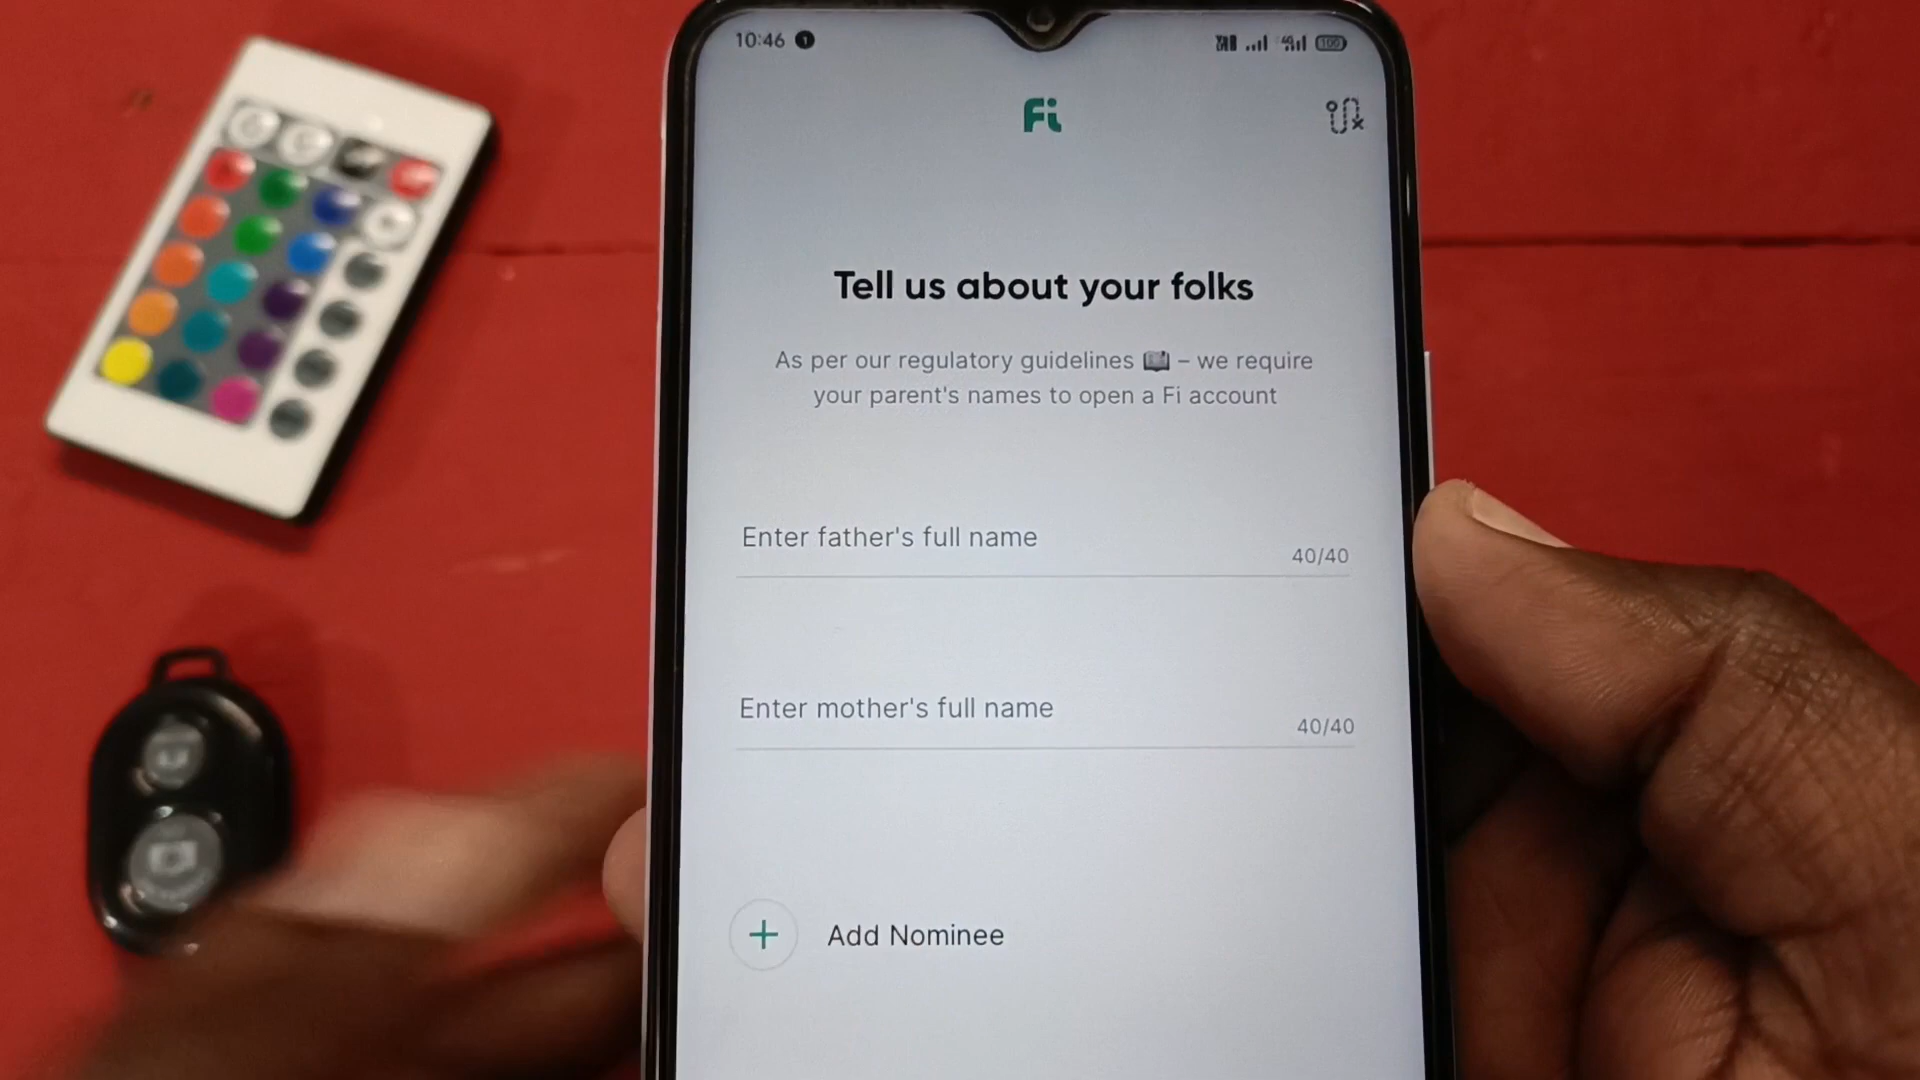 10:46
Fi
Tell us about your folks
As per our regulatory guidelines 📖 – we require
your parent's names to open a Fi account
Enter father's full name
40/40
Enter mother's full name
40/40
+ Add Nominee